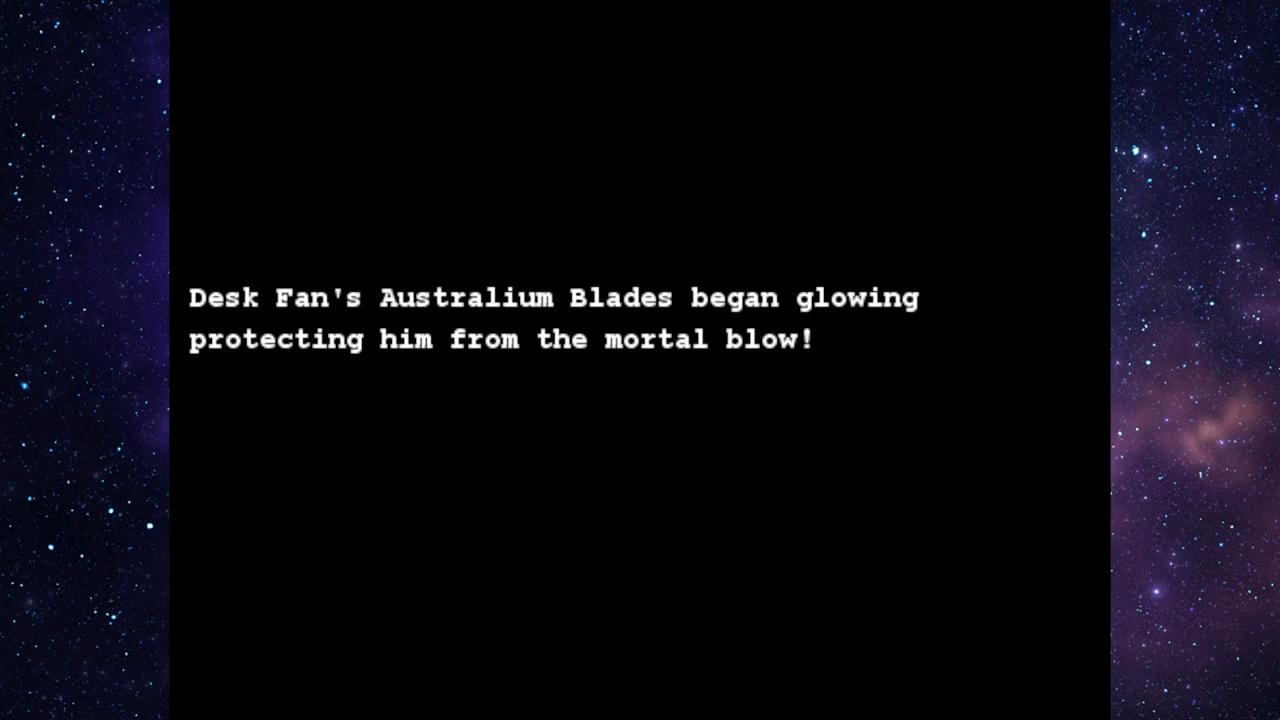 Desk Fan's Australium Blades began glowing
protecting him from the mortal blow!